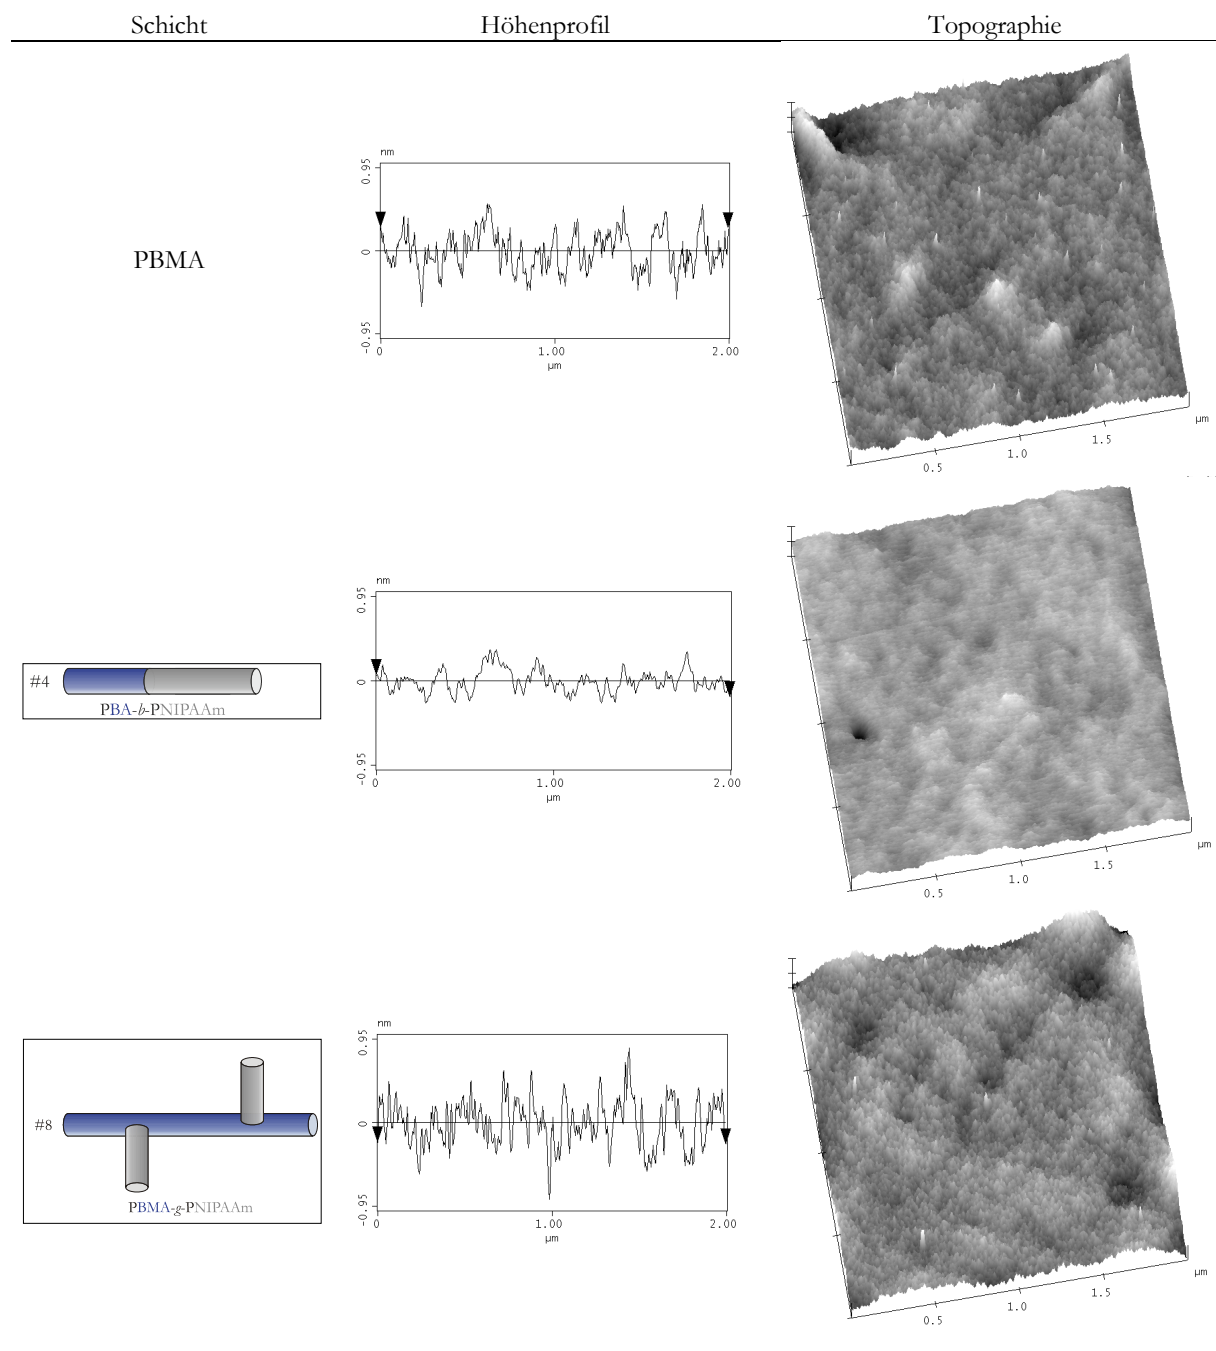 Schicht Höhenprofil Topographie
PBMA
nm
0.95
0
-0.95
0 1.00 2.00
µm
0.5 1.0 1.5 µm
#4
PBA-b-PNIPAAm
nm
0.95
0
-0.95
0 1.00 2.00
µm
0.5 1.0 1.5 µm
#8
PBMA-g-PNIPAAm
nm
0.95
0
-0.95
0 1.00 2.00
µm
0.5 1.0 1.5 µm